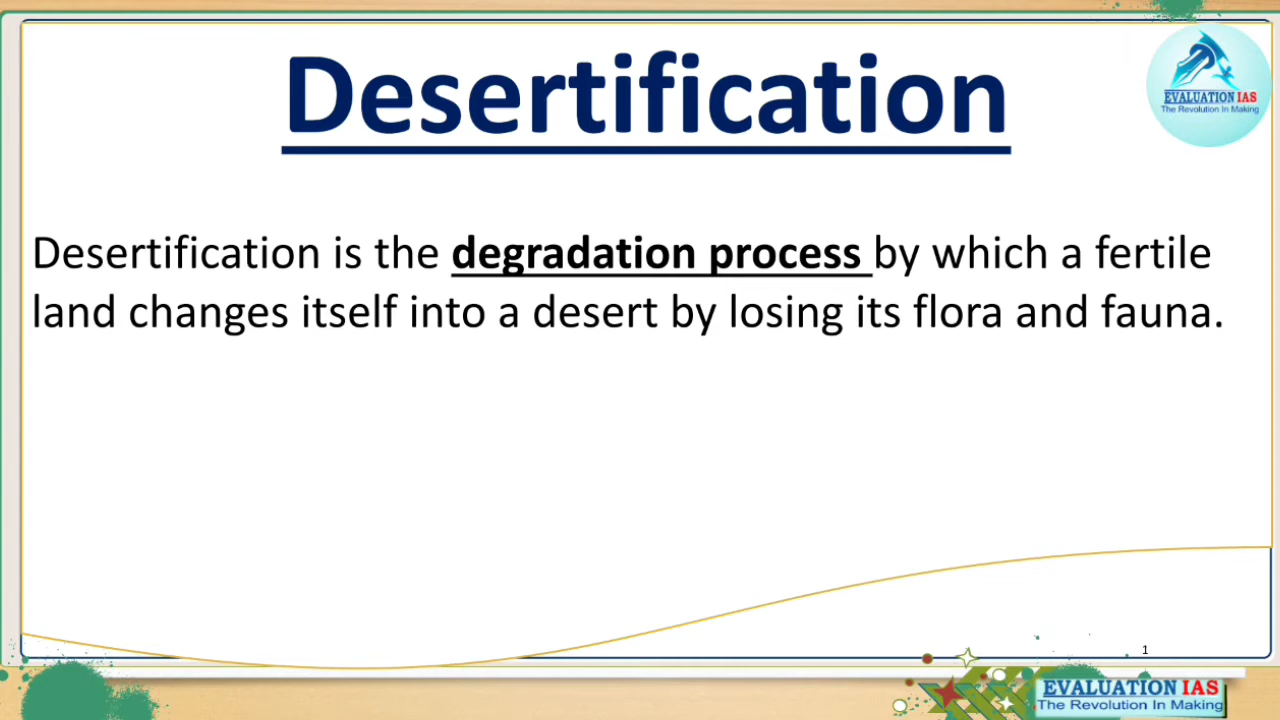 Desertification
EVALUATION IAS
The Revolution In Making
Desertification is the degradation process by which a fertile
land changes itself into a desert by losing its flora and fauna.
1
EVALUATION IAS
The Revolution In Making